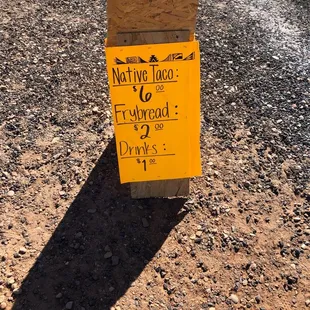 Native Taco:
$6.00
Frybread:
$2.00
Drinks:
$1.00